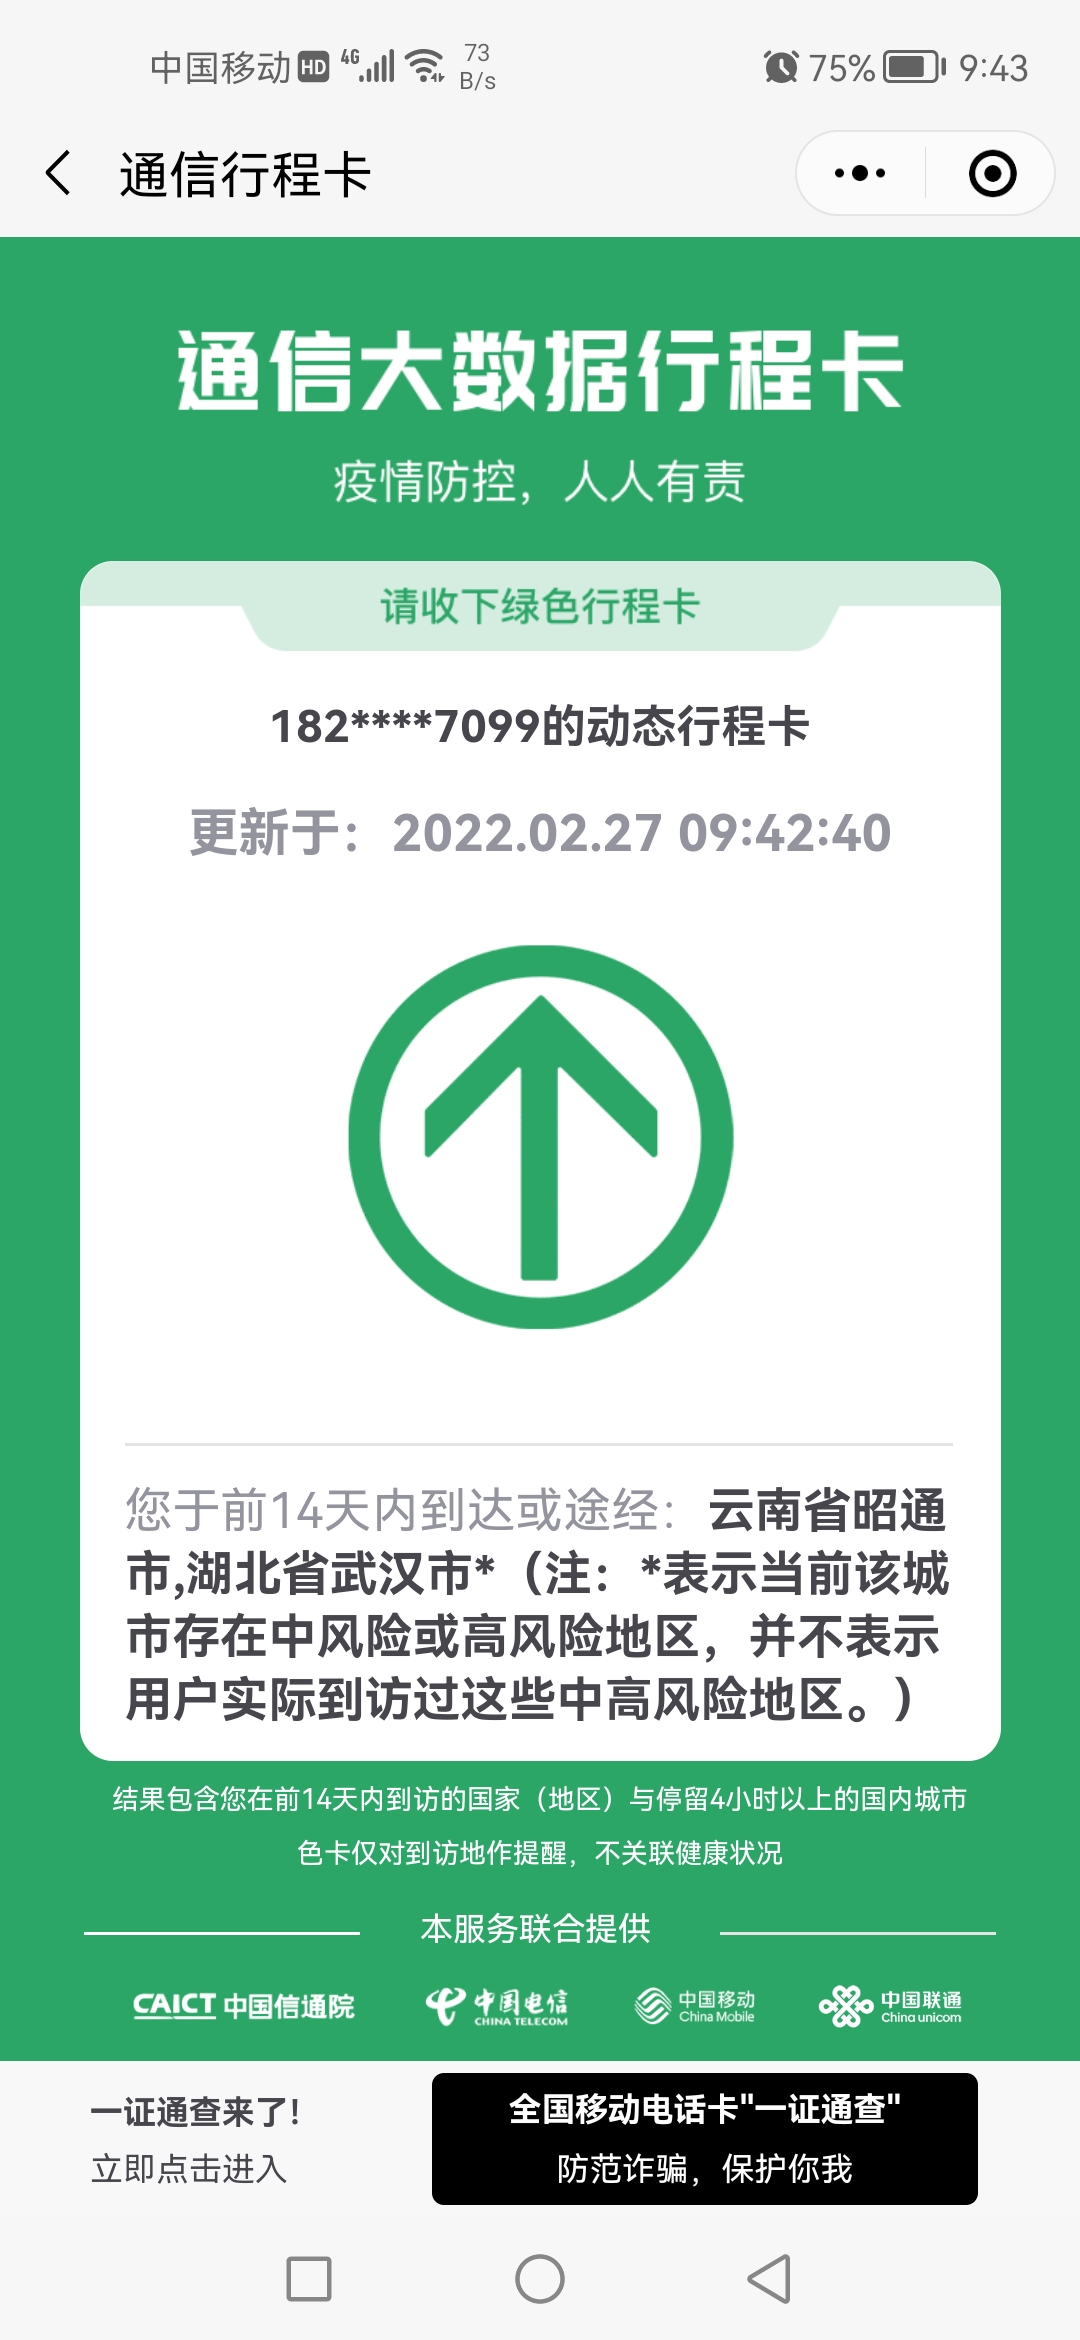 中国移动 HD 4G 73 B/s 75% 9:43
通信行程卡
通信大数据行程卡
疫情防控，人人有责
请收下绿色行程卡
182****7099的动态行程卡
更新于：2022.02.27 09:42:40
您于前14天内到达或途经：云南省昭通
市,湖北省武汉市*（注：*表示当前该城
市存在中风险或高风险地区，并不表示
用户实际到访过这些中高风险地区。）
结果包含您在前14天内到访的国家（地区）与停留4小时以上的国内城市
色卡仅对到访地作提醒，不关联健康状况
本服务联合提供
CAICT 中国信通院 中国电信 CHINA TELECOM 中国移动 China Mobile 中国联通 China unicom
一证通查来了！
立即点击进入
全国移动电话卡"一证通查"
防范诈骗，保护你我